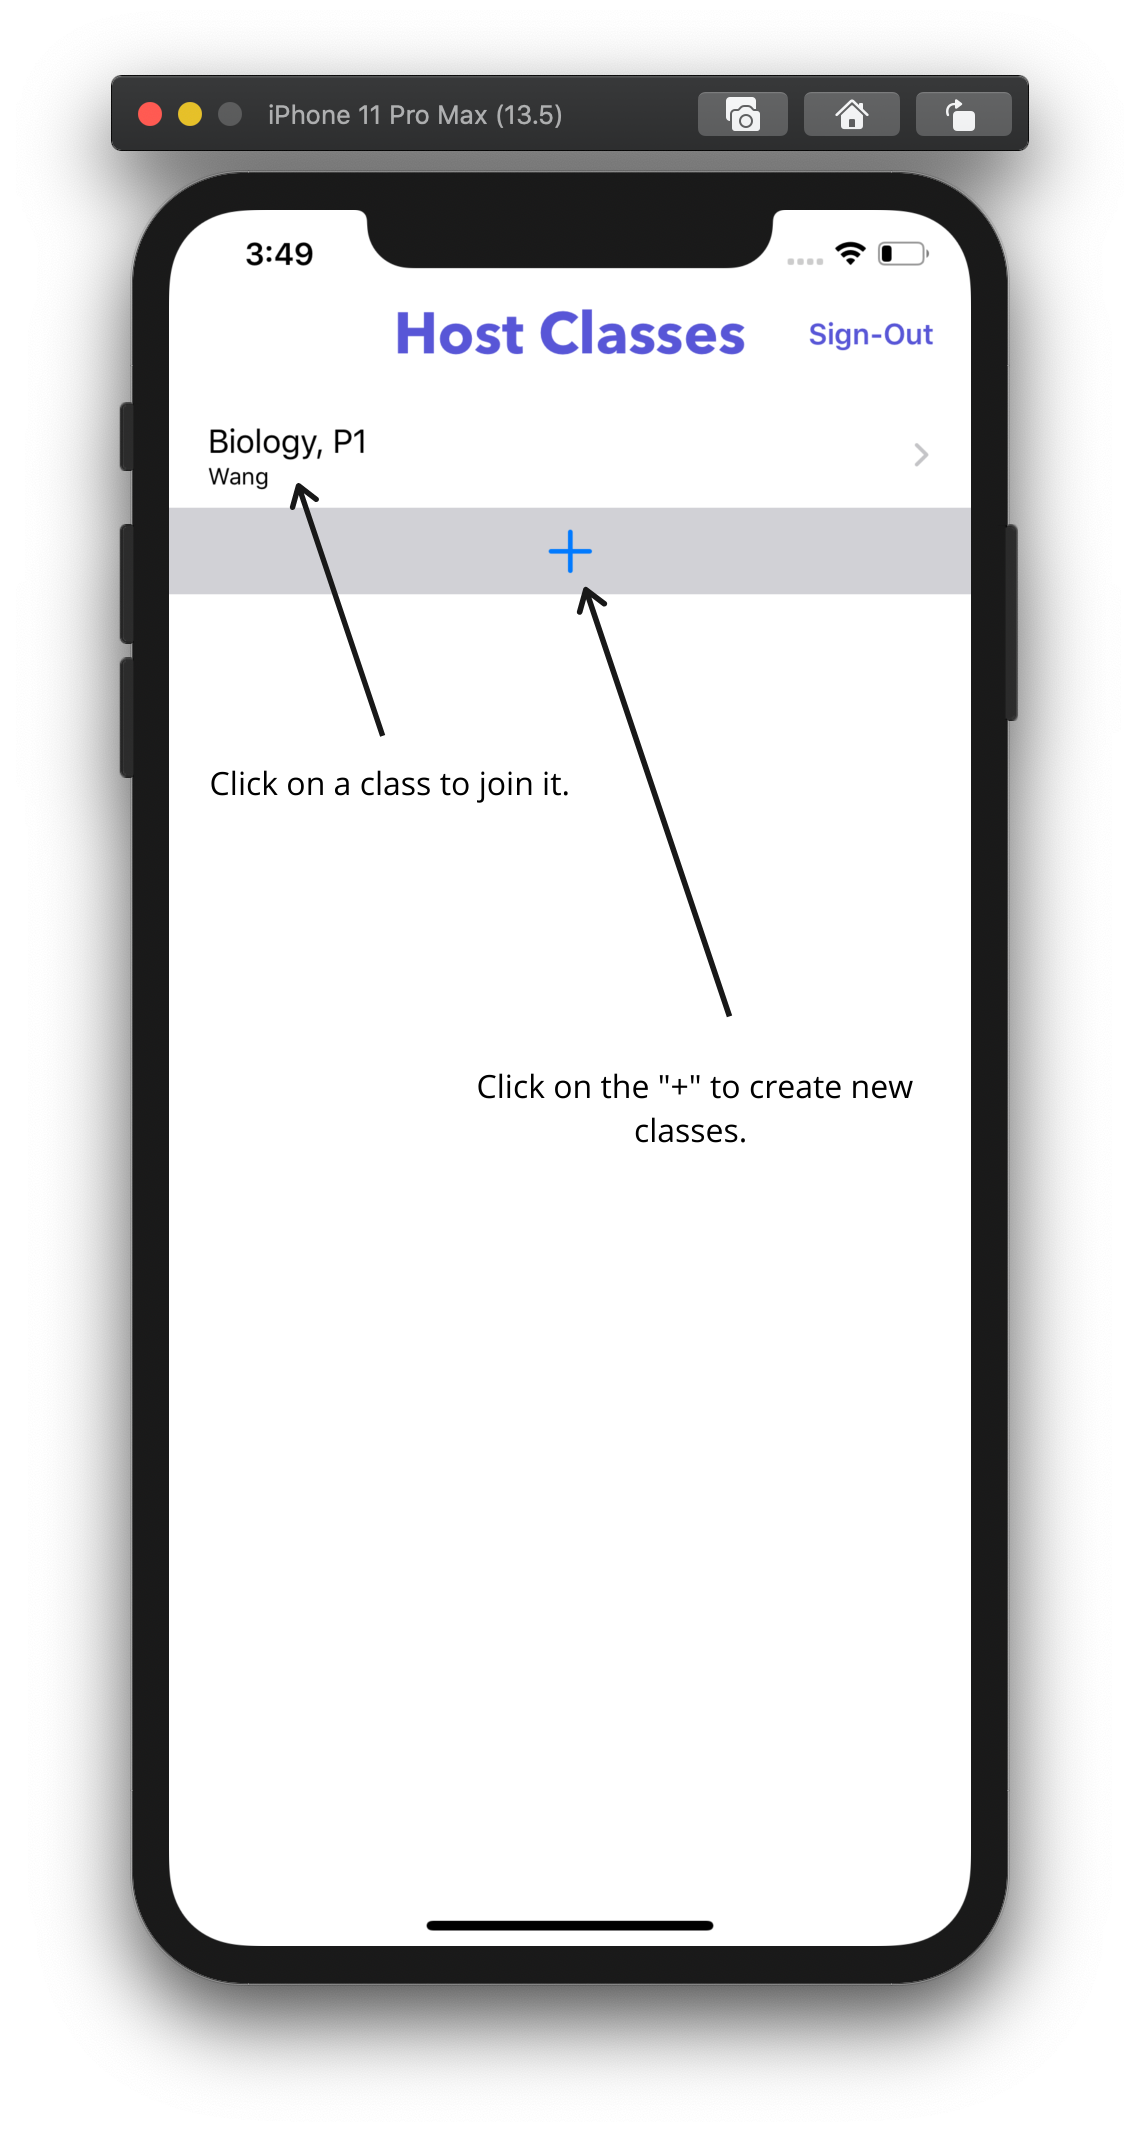 iPhone 11 Pro Max (13.5)
3:49
Host Classes
Sign-Out
Biology, P1
Wang
Click on a class to join it.
Click on the "+" to create new
classes.